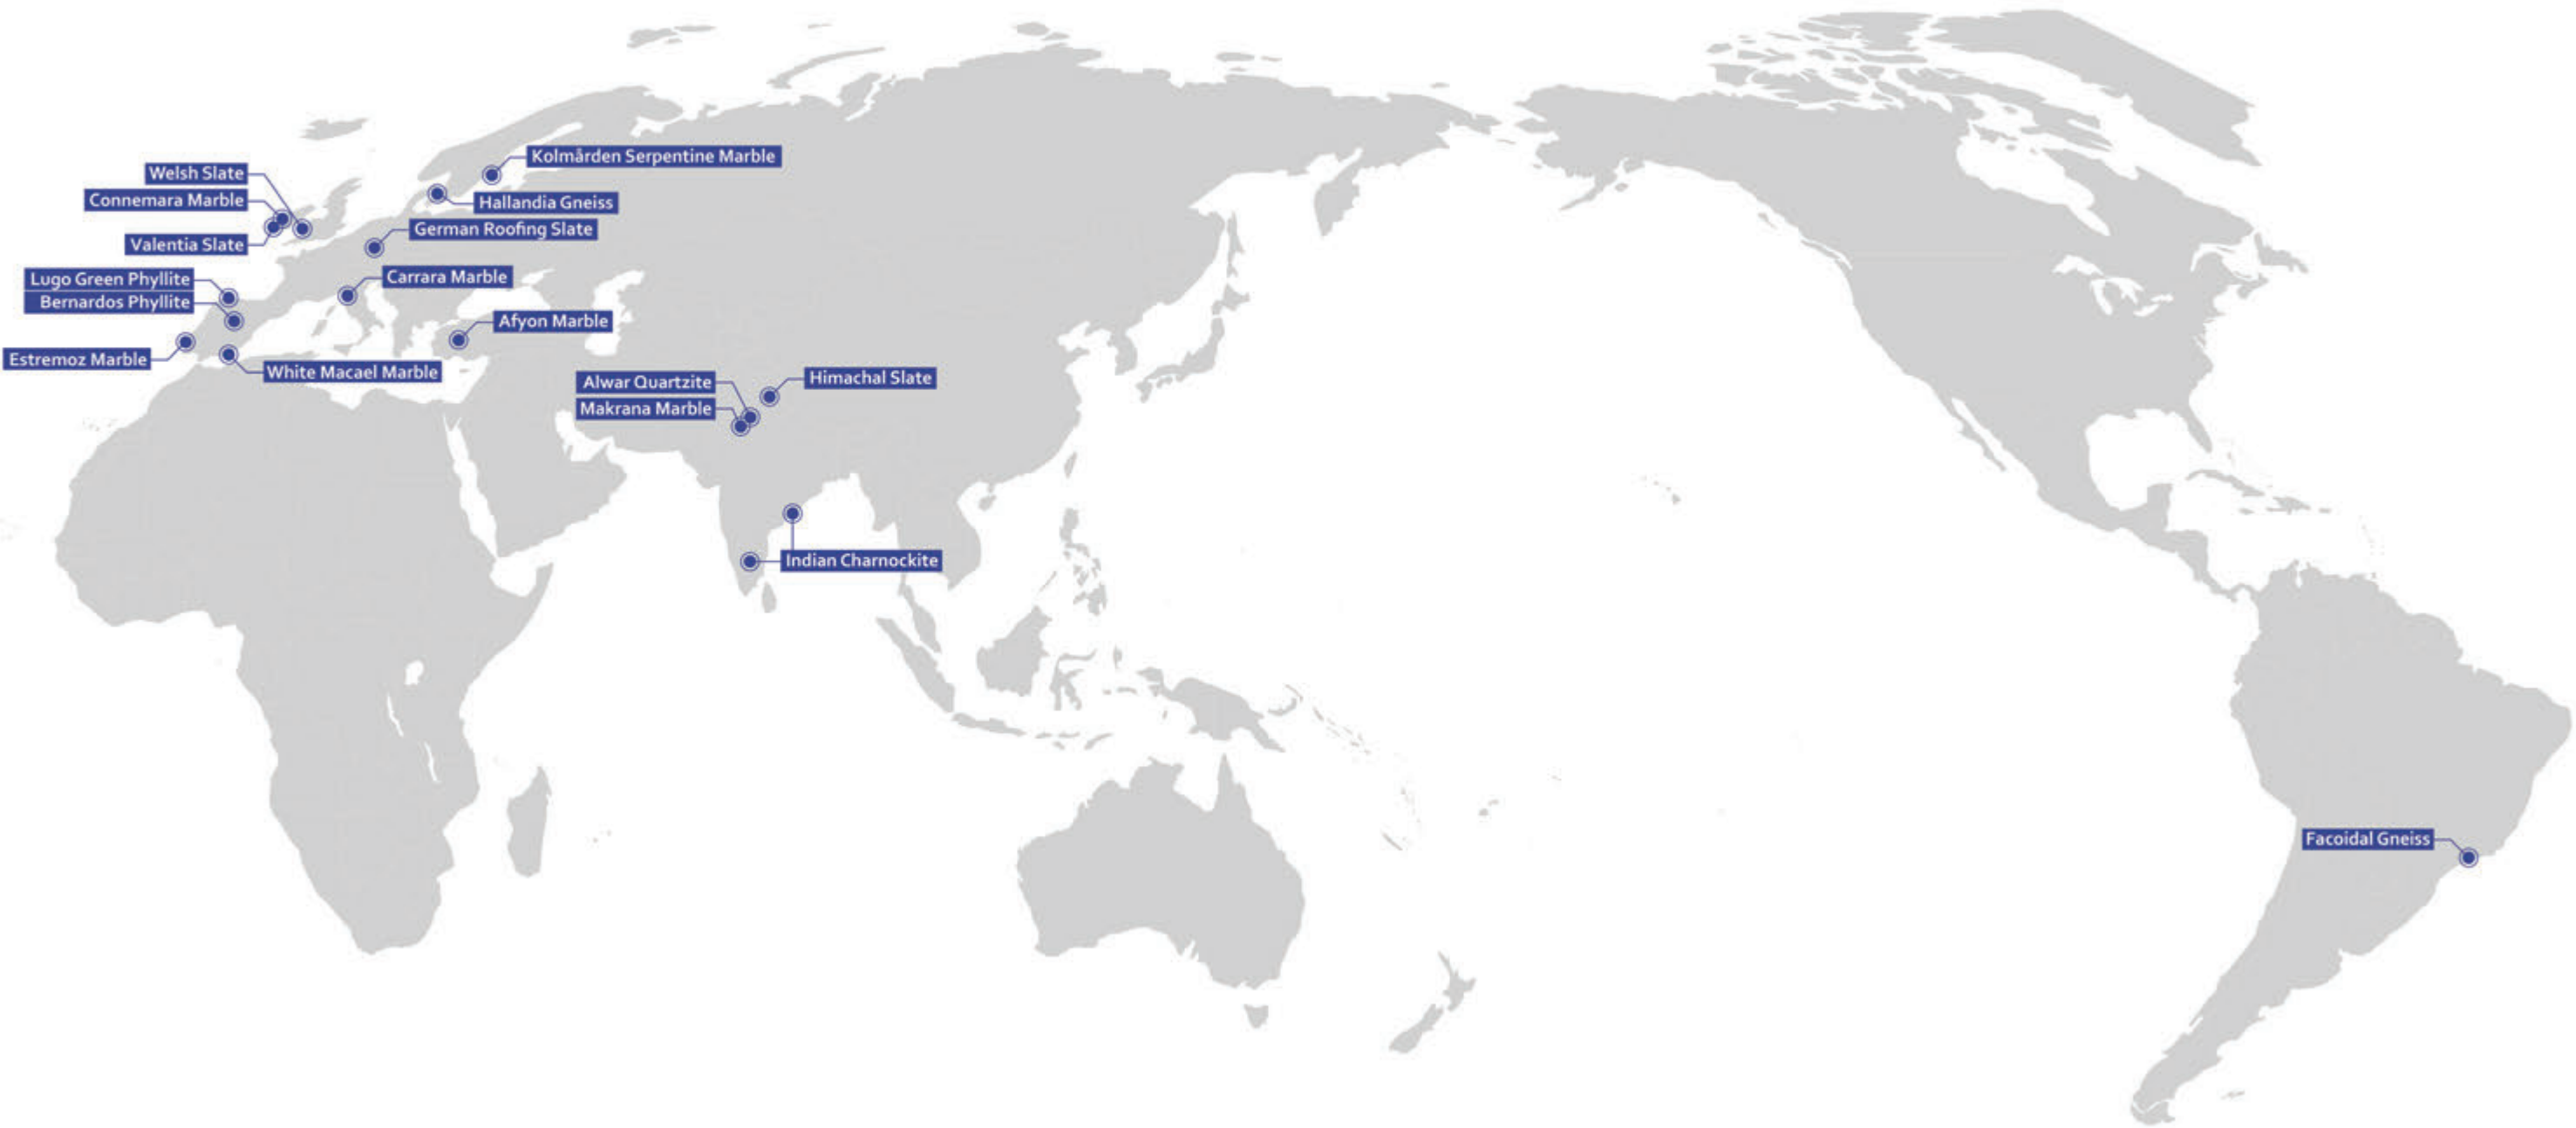 Kolmården Serpentine Marble
Welsh Slate
Connemara Marble
Hallandia Gneiss
German Roofing Slate
Valentia Slate
Carrara Marble
Lugo Green Phyllite
Bernardos Phyllite
Afyon Marble
Estremoz Marble
White Macael Marble
Himachal Slate
Alwar Quartzite
Makrana Marble
Indian Charnockite
Facoidal Gneiss